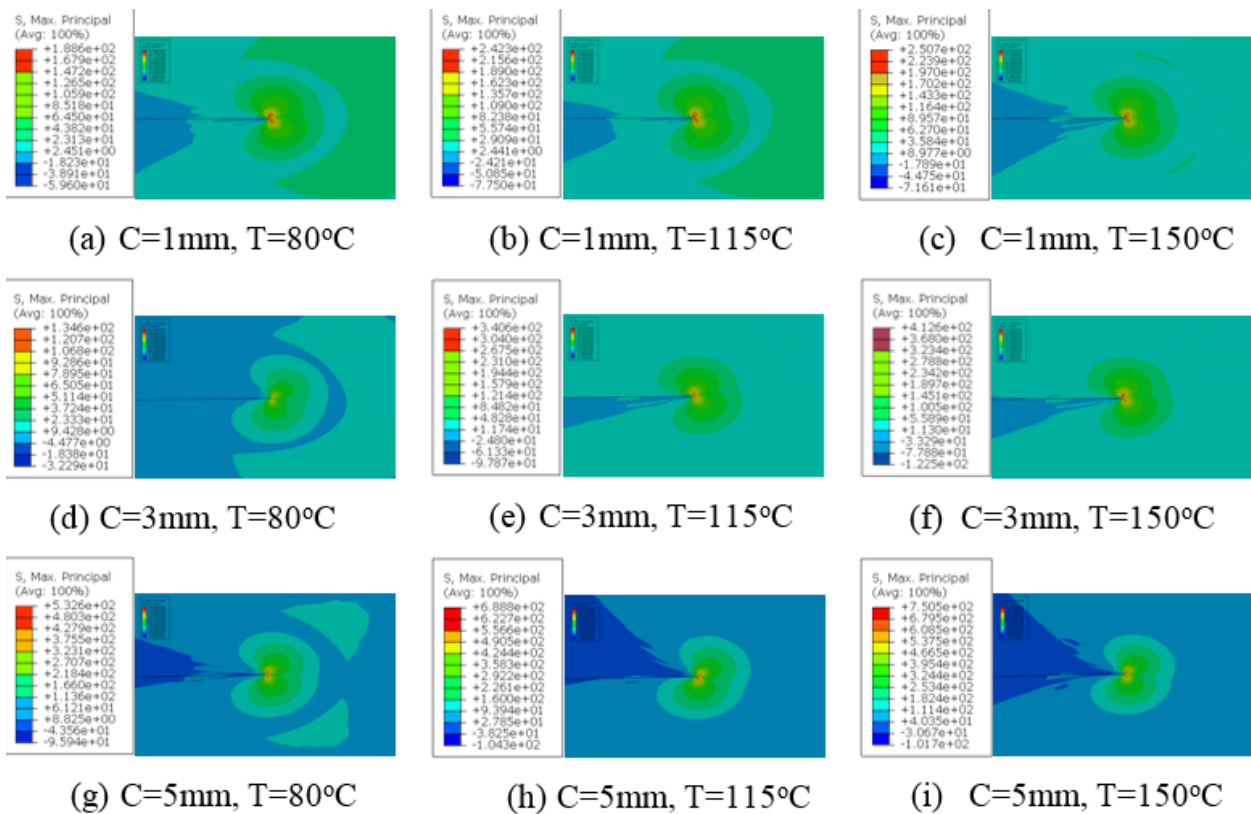 S, Max. Principal
(Avg: 100%)
+1.886e+02
+1.679e+02
+1.472e+02
+1.265e+02
+1.059e+02
+8.518e+01
+6.450e+01
+4.382e+01
+2.313e+01
+2.451e+00
-1.823e+01
-3.891e+01
-5.960e+01
(a) C=1mm, T=80°C
S, Max. Principal
(Avg: 100%)
+2.423e+02
+2.156e+02
+1.890e+02
+1.623e+02
+1.357e+02
+1.090e+02
+8.238e+01
+5.574e+01
+2.909e+01
+2.441e+00
-2.421e+01
-5.085e+01
-7.750e+01
(b) C=1mm, T=115°C
S, Max. Principal
(Avg: 100%)
+2.507e+02
+2.239e+02
+1.970e+02
+1.702e+02
+1.433e+02
+1.164e+02
+8.957e+01
+6.270e+01
+3.584e+01
+8.977e+00
-1.789e+01
-4.475e+01
-7.161e+01
(c) C=1mm, T=150°C
S, Max. Principal
(Avg: 100%)
+1.346e+02
+1.207e+02
+1.068e+02
+9.286e+01
+7.895e+01
+6.505e+01
+5.114e+01
+3.724e+01
+2.333e+01
+9.428e+00
-4.477e+00
-1.838e+01
-3.229e+01
(d) C=3mm, T=80°C
S, Max. Principal
(Avg: 100%)
+3.406e+02
+3.040e+02
+2.675e+02
+2.310e+02
+1.944e+02
+1.579e+02
+1.214e+02
+8.482e+01
+4.828e+01
+1.174e+01
-2.480e+01
-6.133e+01
-9.787e+01
(e) C=3mm, T=115°C
S, Max. Principal
(Avg: 100%)
+4.126e+02
+3.680e+02
+3.234e+02
+2.788e+02
+2.342e+02
+1.897e+02
+1.451e+02
+1.005e+02
+5.589e+01
+1.130e+01
-3.329e+01
-7.788e+01
-1.225e+02
(f) C=3mm, T=150°C
S, Max. Principal
(Avg: 100%)
+5.326e+02
+4.803e+02
+4.279e+02
+3.755e+02
+3.231e+02
+2.707e+02
+2.184e+02
+1.660e+02
+1.136e+02
+6.121e+01
+8.825e+00
-4.356e+01
-9.594e+01
(g) C=5mm, T=80°C
S, Max. Principal
(Avg: 100%)
+6.888e+02
+6.227e+02
+5.566e+02
+4.905e+02
+4.244e+02
+3.583e+02
+2.922e+02
+2.261e+02
+1.600e+02
+9.394e+01
+2.785e+01
-3.825e+01
-1.043e+02
(h) C=5mm, T=115°C
S, Max. Principal
(Avg: 100%)
+7.505e+02
+6.795e+02
+6.085e+02
+5.375e+02
+4.665e+02
+3.954e+02
+3.244e+02
+2.534e+02
+1.824e+02
+1.114e+02
+4.035e+01
-3.067e+01
-1.017e+02
(i) C=5mm, T=150°C